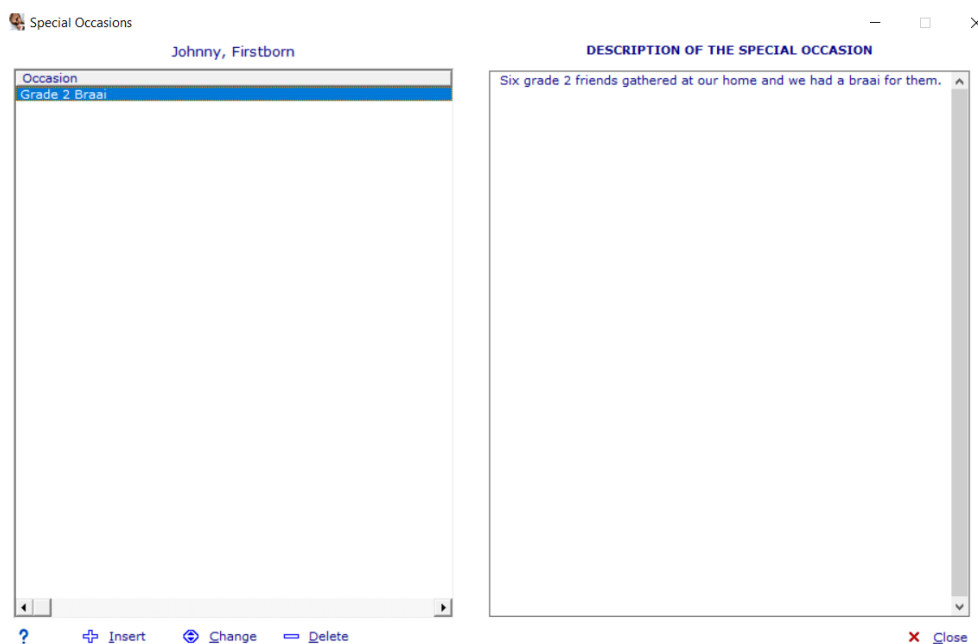 Special Occasions
Johnny, Firstborn
DESCRIPTION OF THE SPECIAL OCCASION
Occasion
Grade 2 Braai
Six grade 2 friends gathered at our home and we had a braai for them.
? Insert Change Delete Close